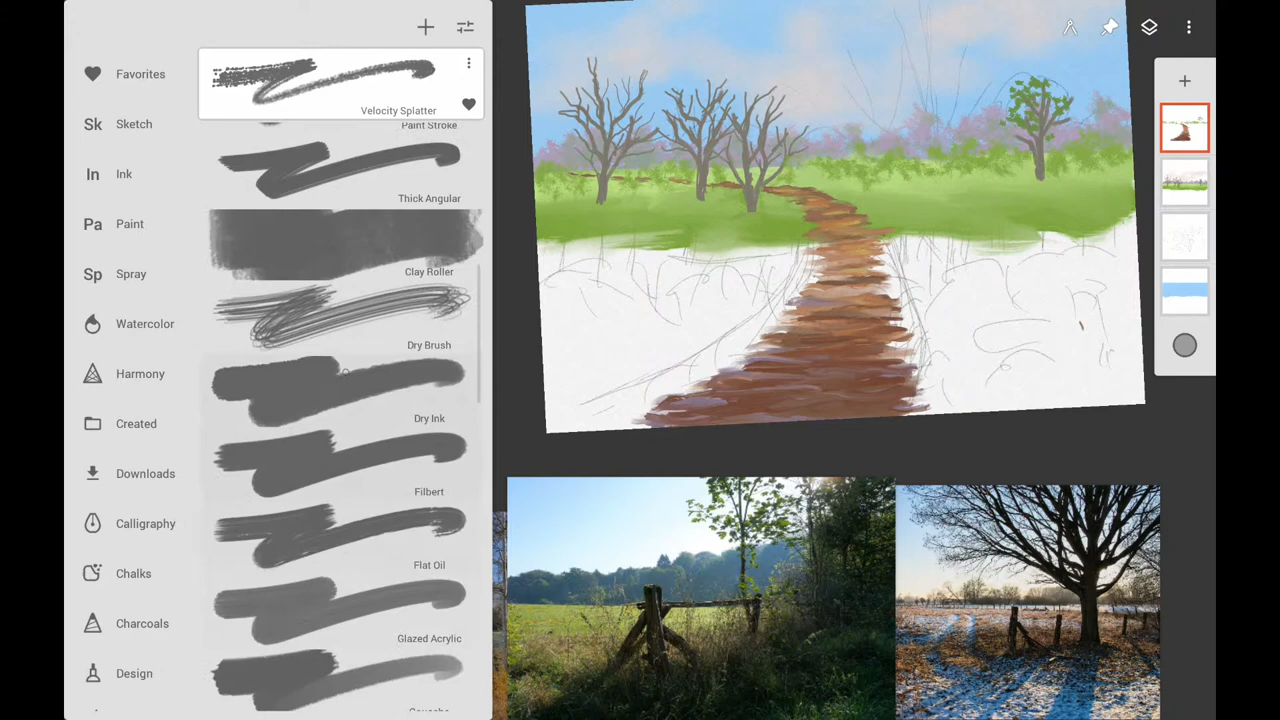 Favorites
Sk Sketch
In Ink
Pa Paint
Sp Spray
Watercolor
Harmony
Created
Downloads
Calligraphy
Chalks
Charcoals
Design
Velocity Splatter
Paint Stroke
Thick Angular
Clay Roller
Dry Brush
Dry Ink
Filbert
Flat Oil
Glazed Acrylic